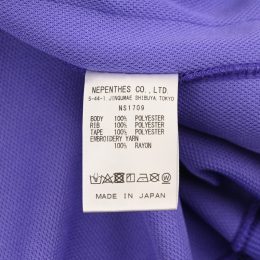 NEPENTHES CO., LTD.
5-44-1 JINGUMAE SHIBUYA TOKYO
NS1709
BODY 100% POLYESTER
RIB 100% POLYESTER
TAPE 100% POLYESTER
EMBROIDERY YARN
100% RAYON
MADE IN JAPAN